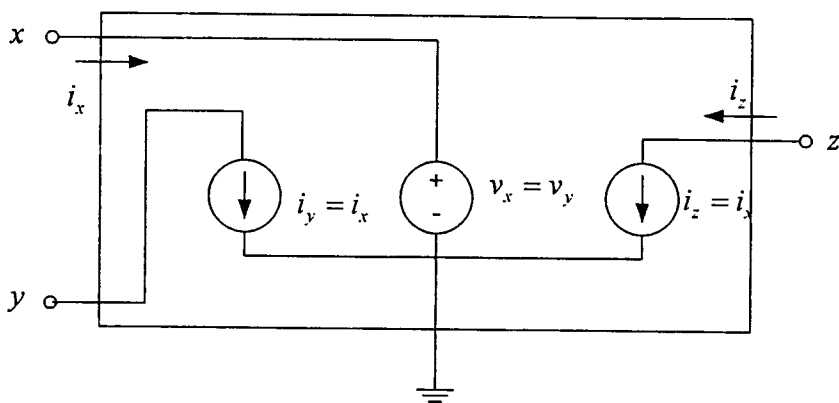 x
i_x
i_z
z
+
-
i_y = i_x
v_x = v_y
i_z = i_x
y